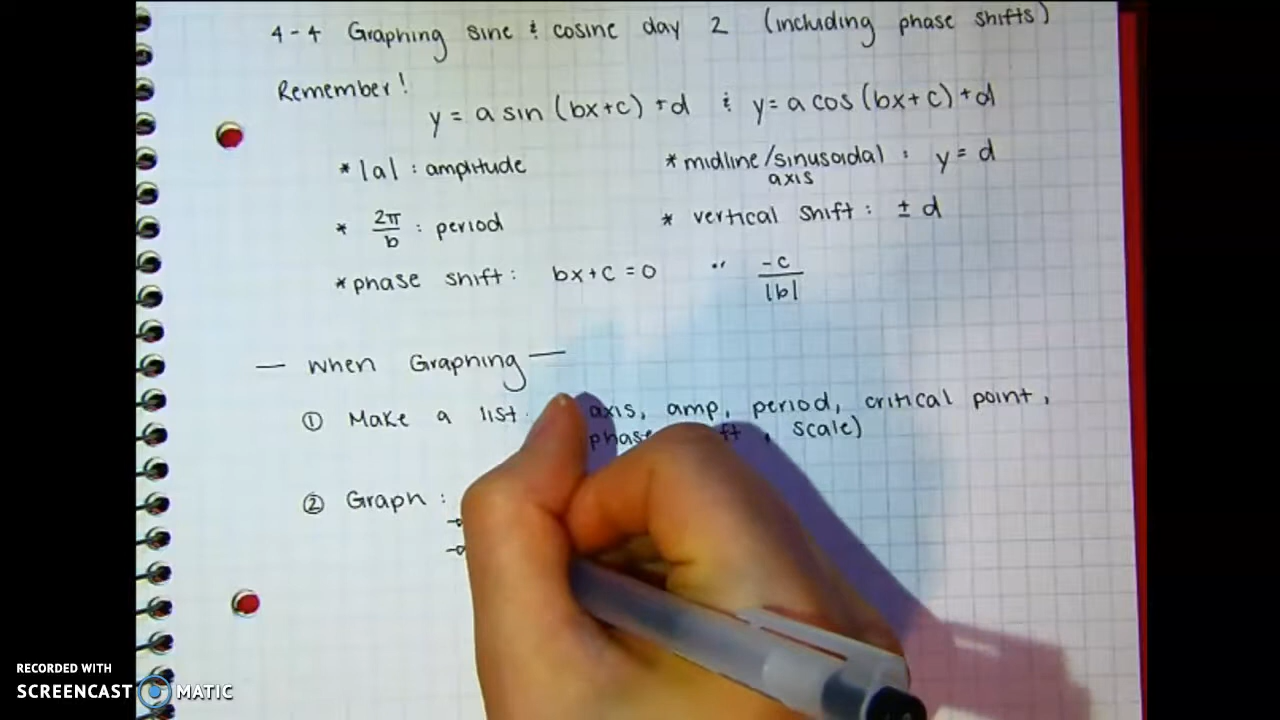 4-4 Graphing sine & cosine day 2 (including phase shifts)
Remember!
y = a sin (bx+c) + d & y = a cos (bx+c) + d
* |a| : amplitude
* midline/sinusoidal : y = d
axis
* 2π/b : period
* vertical shift : ± d
* phase shift : bx+c = 0 or -c/|b|
— When Graphing —
① Make a list axis, amp, period, critical point,
phase , scale)
② Graph :
RECORDED WITH
SCREENCAST MATIC